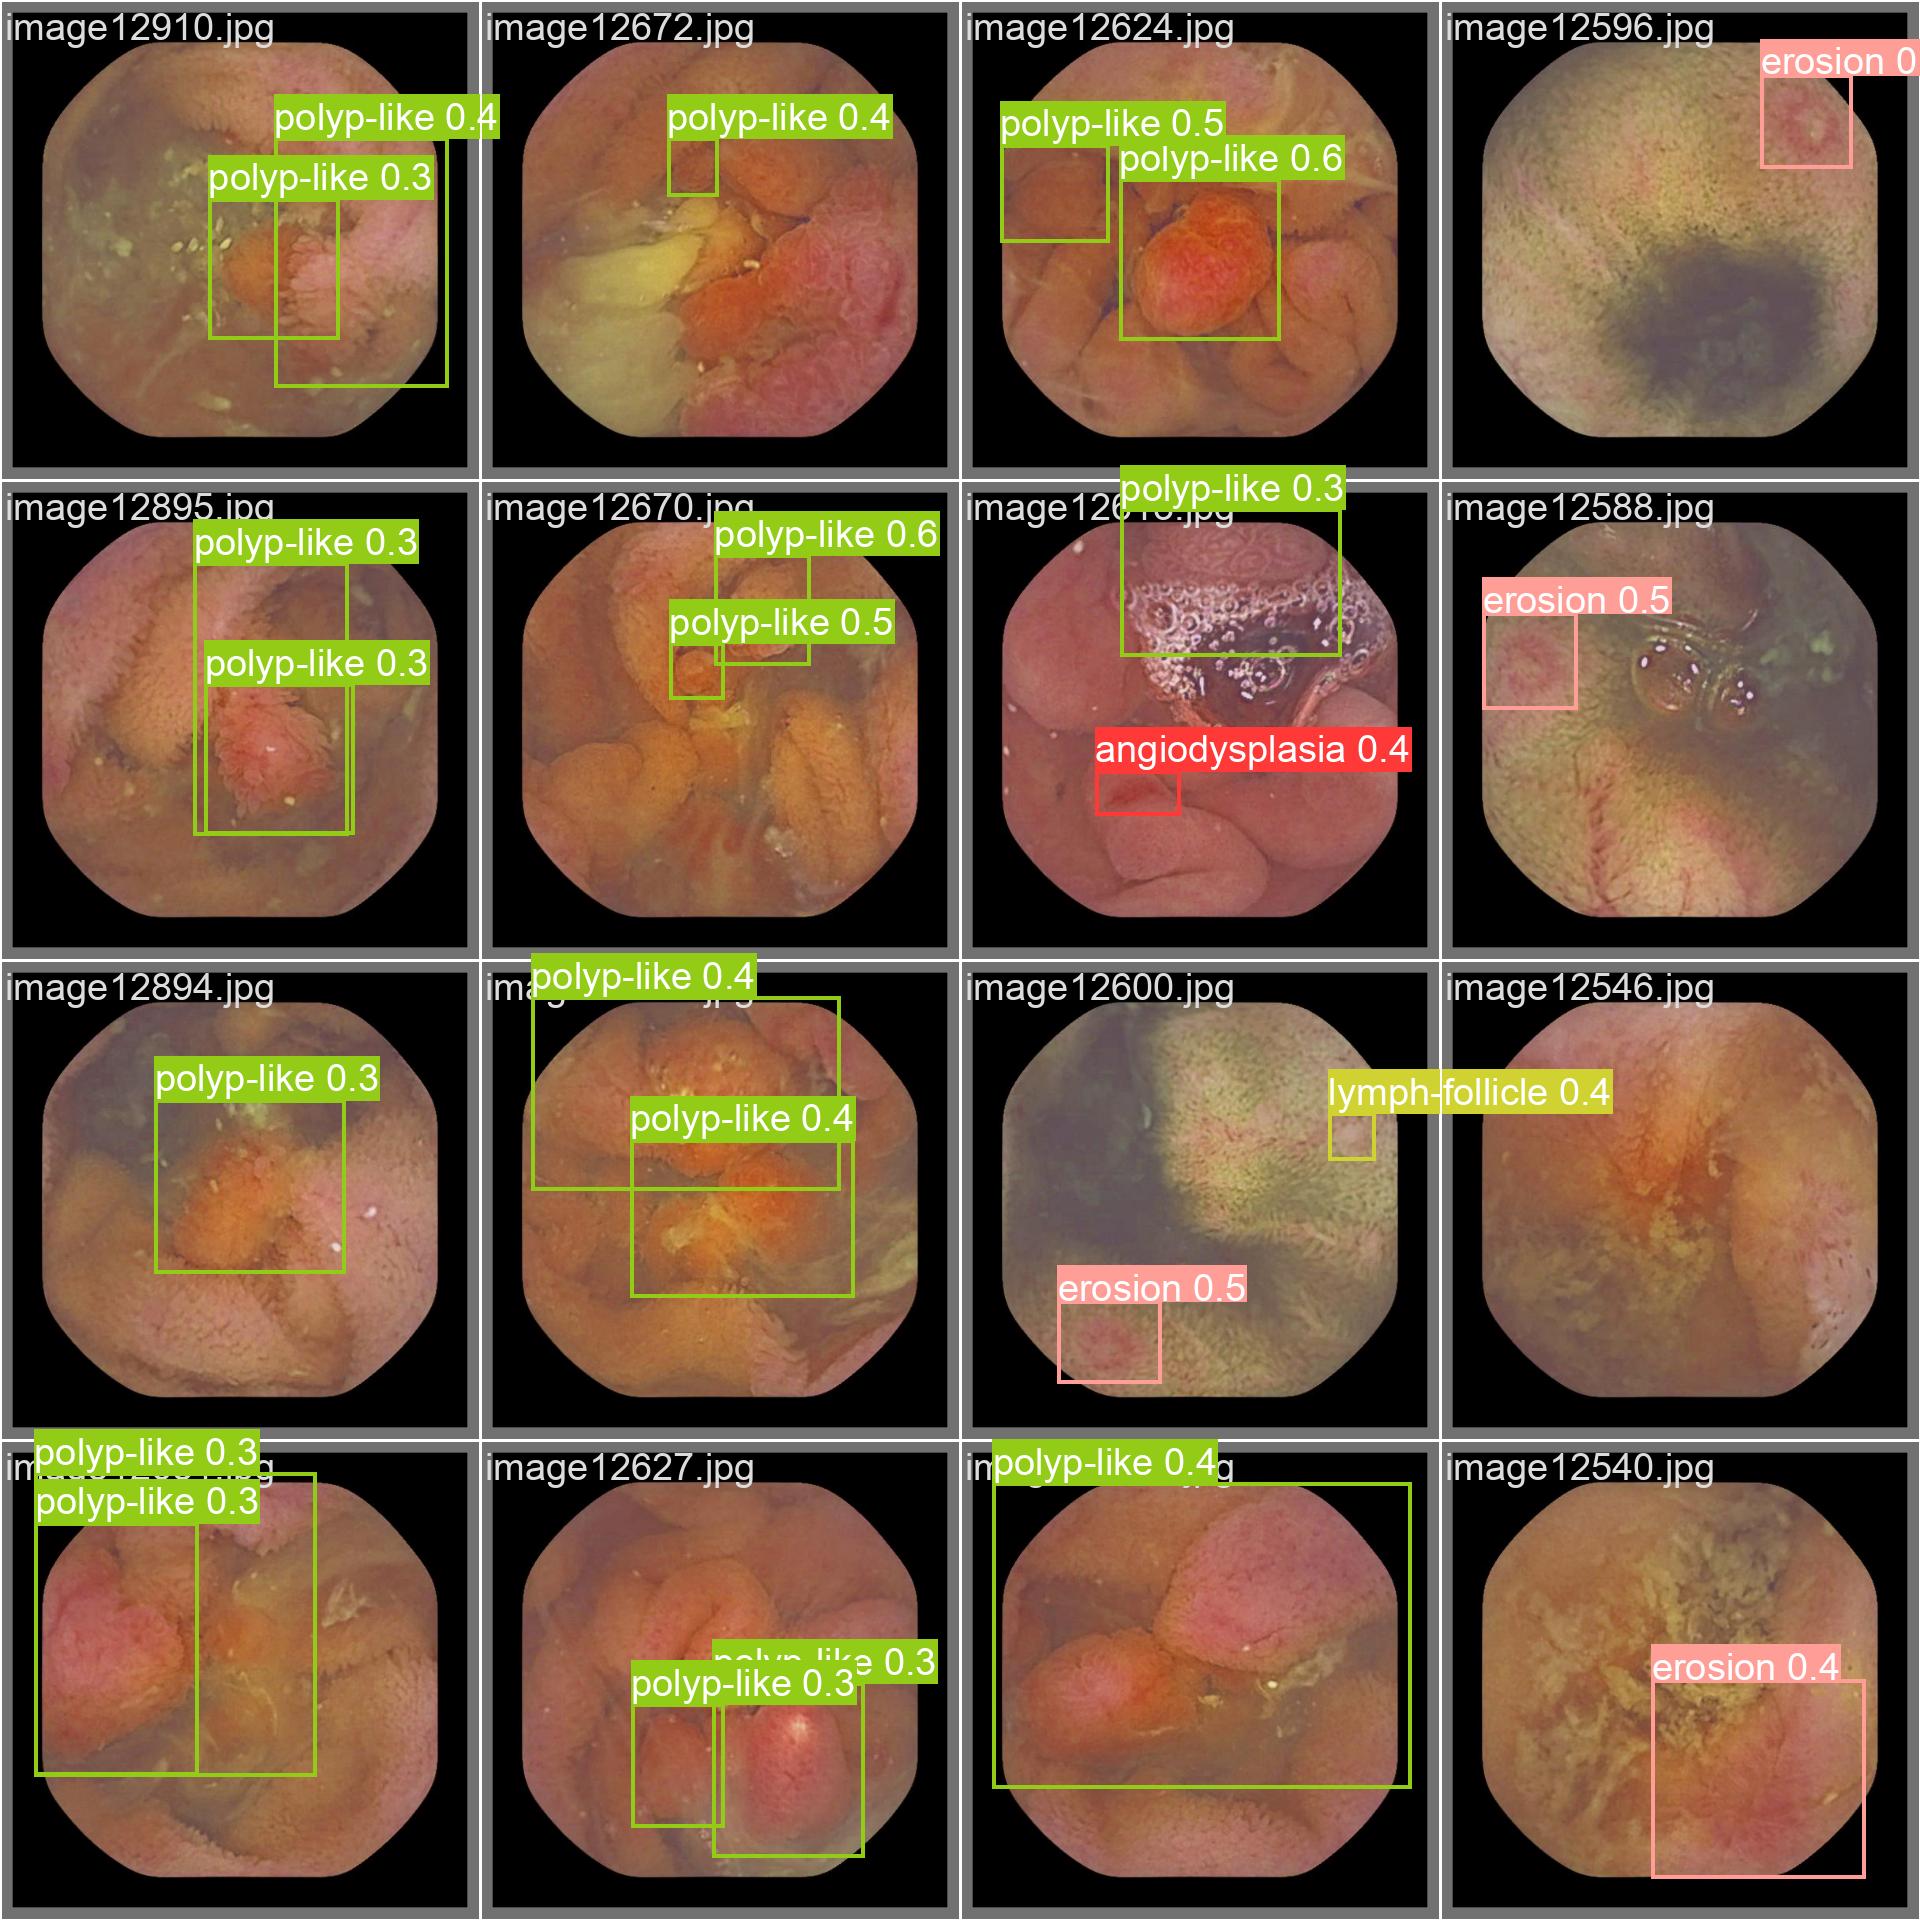 image12910.jpg
polyp-like 0.4
polyp-like 0.3
image12672.jpg
polyp-like 0.4
image12624.jpg
polyp-like 0.5
polyp-like 0.6
image12596.jpg
erosion 0
image12895.jpg
polyp-like 0.3
polyp-like 0.3
image12670.jpg
polyp-like 0.6
polyp-like 0.5
polyp-like 0.3
angiodysplasia 0.4
image12588.jpg
erosion 0.5
image12894.jpg
polyp-like 0.3
polyp-like 0.4
polyp-like 0.4
image12600.jpg
lymph-follicle 0.4
erosion 0.5
image12546.jpg
polyp-like 0.3
polyp-like 0.3
image12627.jpg
polyp-like 0.3
polyp-like 0.3
polyp-like 0.4
image12540.jpg
erosion 0.4